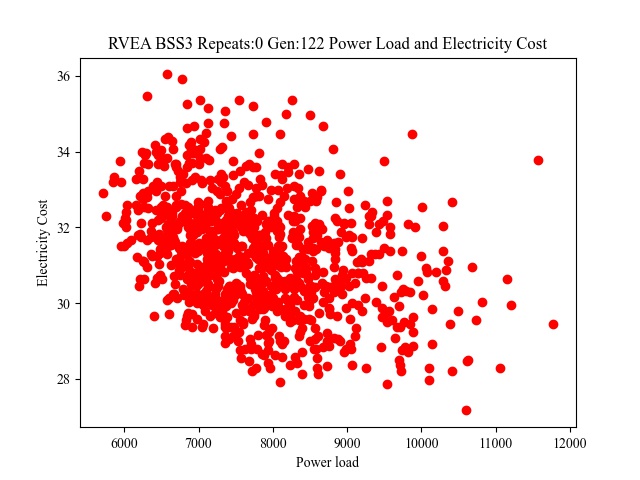 RVEA BSS3 Repeats:0 Gen:122 Power Load and Electricity Cost
36
34
32
30
28
Electricity Cost
6000 7000 8000 9000 10000 11000 12000
Power load